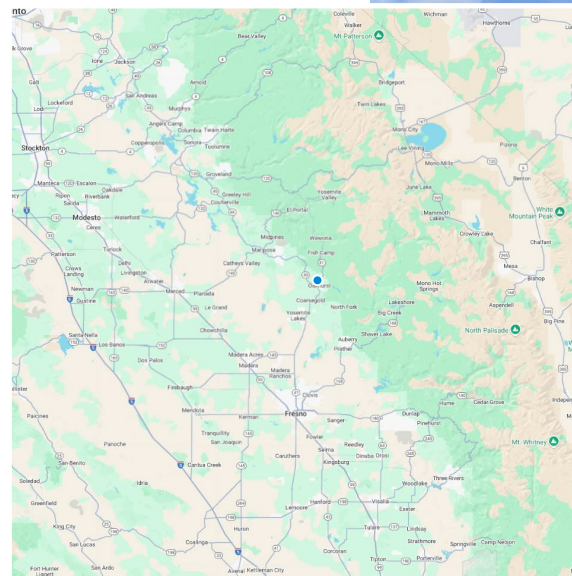 nto
Coleville
Wichman
Walker
Hawthorne
Mt Patterson
Bear Valley
k Grove
Ione
Jackson
Bridgeport
Galt
Arnold
San Andreas
Lockeford
Lodi
Murphys
Twin Lakes
Angels Camp
Columbia
Twain Harte
Mono City
Stockton
Copperopolis
Sonora
Tuolumne
Lee Vining
Pizona
Mono Mills
Manteca
Escalon
Groveland
Benton
Oakdale
Ripon
Riverbank
Greeley Hill
Yosemite Valley
June Lake
Salida
Coulterville
Modesto
Waterford
El Portal
White Mountain Peak
Mammoth Lakes
Ceres
Midpines
Wawona
Crowley Lake
Mariposa
Chalfant
Patterson
Turlock
Fish Camp
Crows Landing
Delhi
Catheys Valley
Mesa
Livingston
Bishop
Newman
Atwater
Mono Hot Springs
Gustine
Merced
Planada
Coarsegold
North Fork
Lakeshore
Aspendell
Le Grand
Yosemite Lakes
Big Creek
Big Pine
Santa Nella
Chowchilla
Auberry
Shaver Lake
North Palisade
Los Banos
Prather
Madera Acres
Dos Palos
Madera
Madera Ranchos
Firebaugh
Clovis
Hume
Cedar Grove
Mendota
Kerman
Fresno
Dunlap
Indepen
Paicines
Sanger
Pinehurst
Tranquillity
San Joaquin
Fowler
Mt. Whitney
Panoche
Caruthers
Selma
Reedley
Dinuba
Orosi
San Benito
Cantua Creek
Kingsburg
Three Rivers
Soledad
Idria
Woodlake
Greenfield
Hanford
Visalia
Lemoore
Exeter
King City
Huron
Tulare
Lindsay
San Lucas
Coalinga
Strathmore
Springville
Camp Nelson
Corcoran
Fort Hunter Liggett
San Ardo
Avenal
Kettleman City
Tipton
Porterville